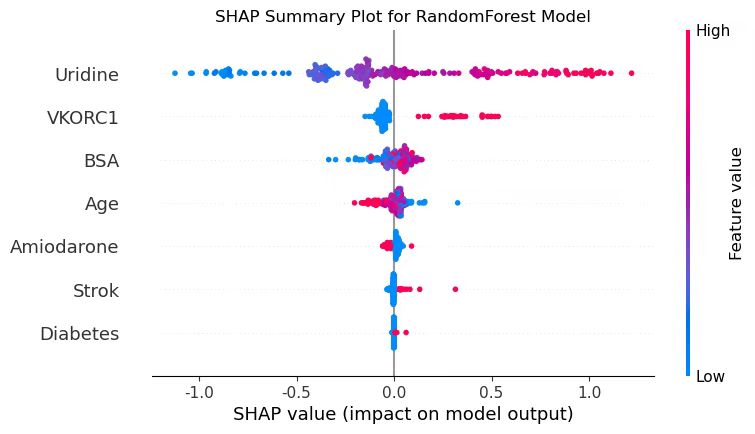 SHAP Summary Plot for RandomForest Model
High
Uridine
VKORC1
BSA
Age
Amiodarone
Strok
Diabetes
Feature value
Low
-1.0 -0.5 0.0 0.5 1.0
SHAP value (impact on model output)